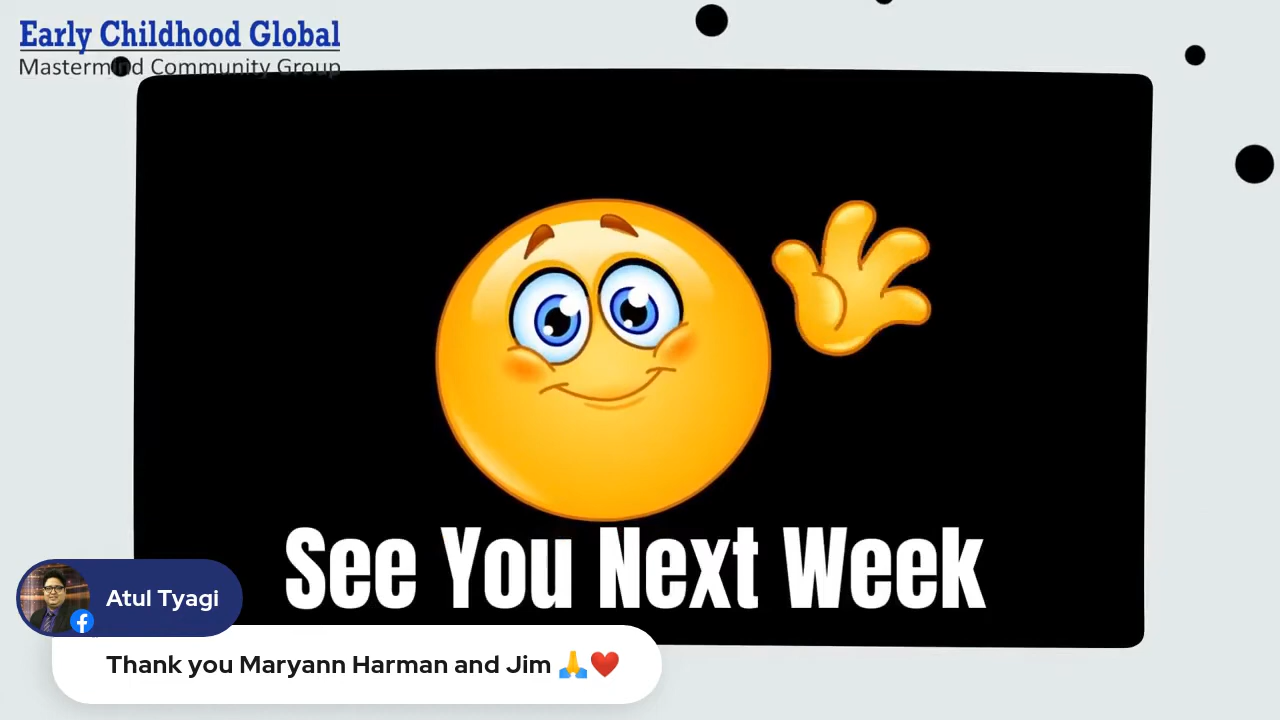 Early Childhood Global
Mastermind Community Group
See You Next Week
Atul Tyagi
Thank you Maryann Harman and Jim 🙏❤️